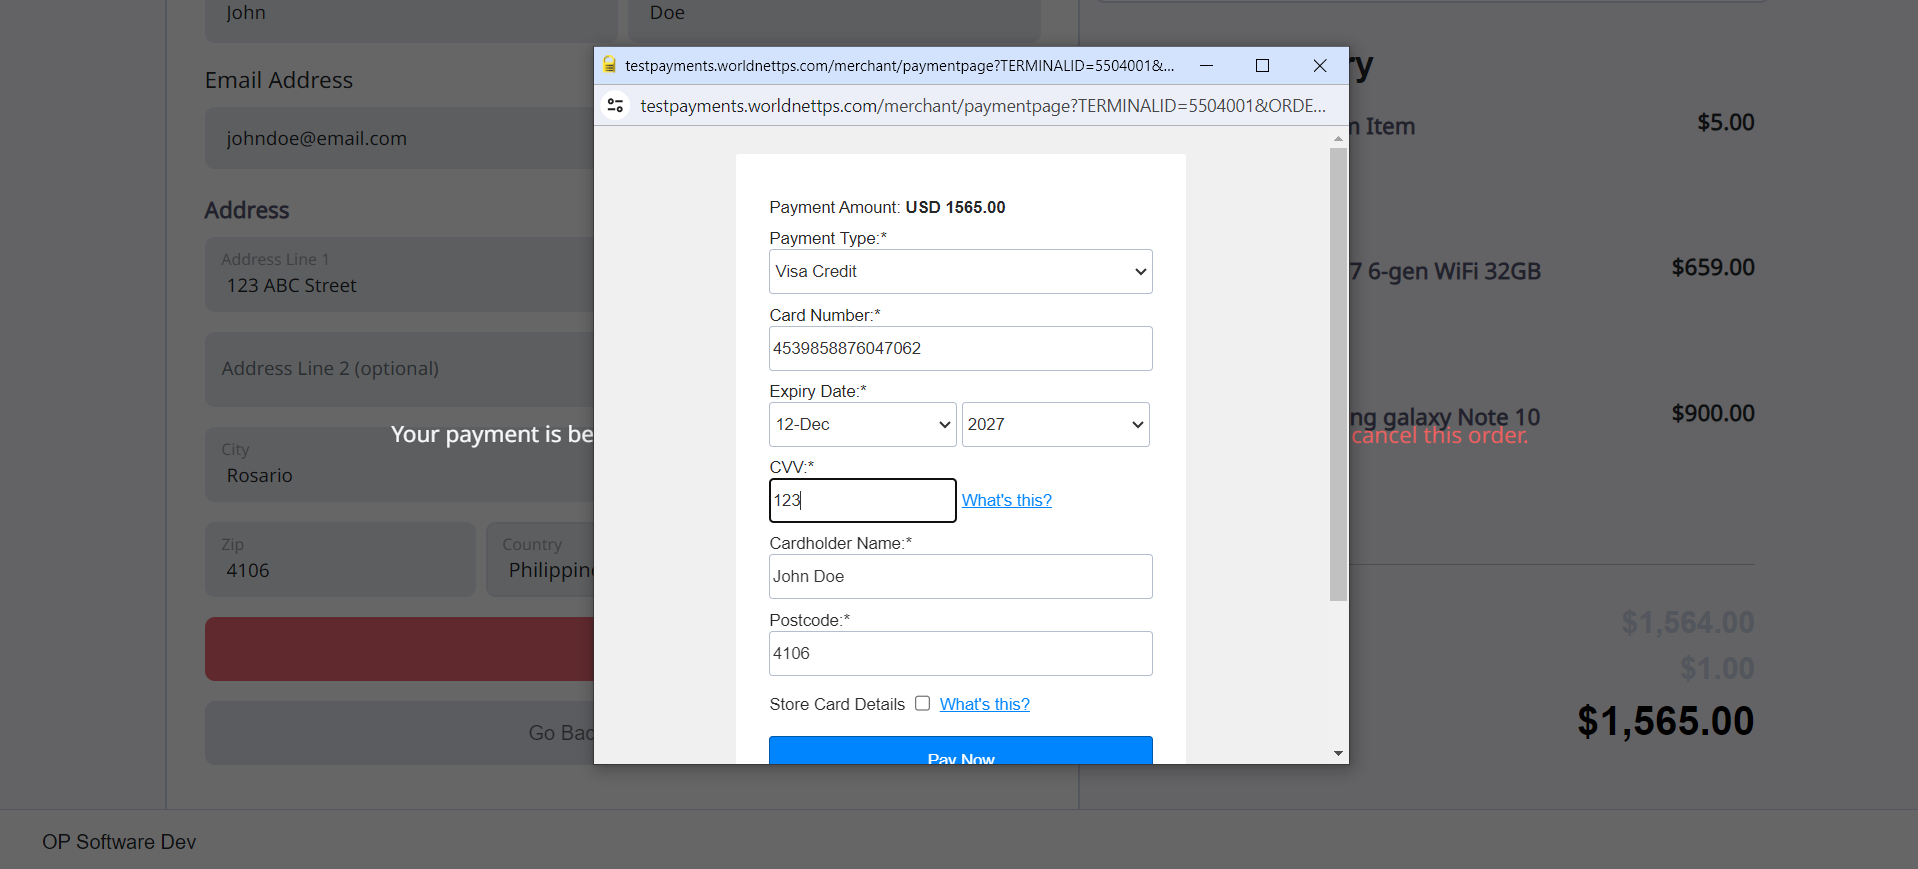 John
Doe
Email Address
johndoe@email.com
Address
Address Line 1
123 ABC Street
Address Line 2 (optional)
Your payment is be
City
Rosario
Zip
4106
Country
Philippin
Go Bac
testpayments.worldnettps.com/merchant/paymentpage?TERMINALID=5504001&...
testpayments.worldnettps.com/merchant/paymentpage?TERMINALID=5504001&ORDE...
Payment Amount: USD 1565.00
Payment Type:*
Visa Credit
Card Number:*
4539858876047062
Expiry Date:*
12-Dec
2027
CVV:*
123
What's this?
Cardholder Name:*
John Doe
Postcode:*
4106
Store Card Details
What's this?
Pay Now
ry
m Item
$5.00
7 6-gen WiFi 32GB
$659.00
ng galaxy Note 10
$900.00
cancel this order.
$1,564.00
$1.00
$1,565.00
OP Software Dev